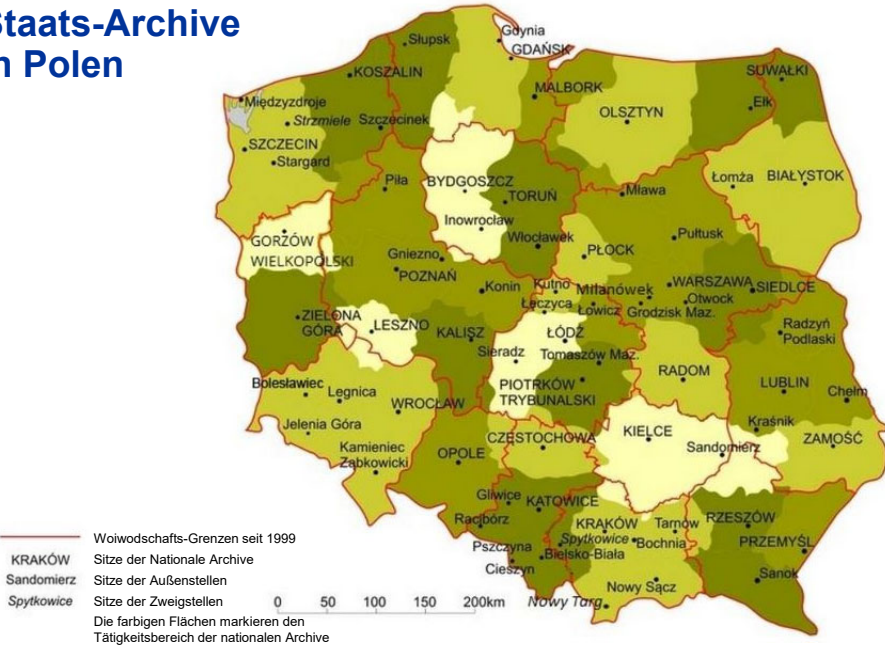 Staats-Archive
n Polen
Gdynia
Słupsk
GDAŃSK
KOSZALIN
SUWAŁKI
MALBORK
Ełk
Międzyzdroje
OLSZTYN
Strzmiele
Szczecinek
SZCZECIN
Stargard
Łomża
BIAŁYSTOK
Piła
BYDGOSZCZ
TORUŃ
Mława
Inowrocław
Włocławek
Pułtusk
GORZÓW
WIELKOPOLSKI
PŁOCK
Gniezno
POZNAŃ
Konin
Kutno
Milanówek
WARSZAWA
SIEDLCE
Otwock
Łęczyca
Łowicz
Grodzisk Maz.
ZIELONA
GÓRA
LESZNO
KALISZ
ŁÓDŹ
Radzyń
Podlaski
Sieradz
Tomaszów Maz.
RADOM
Bolesławiec
Legnica
PIOTRKÓW
TRYBUNALSKI
LUBLIN
Chełm
WROCŁAW
Jelenia Góra
Kraśnik
KIELCE
CZĘSTOCHOWA
Sandomierz
ZAMOŚĆ
Kamieniec
Ząbkowicki
OPOLE
Gliwice
KATOWICE
Racibórz
KRAKÓW
Tarnów
RZESZÓW
Spytkowice
Bochnia
PRZEMYŚL
Pszczyna
Bielsko-Biała
Cieszyn
Sanok
Nowy Sącz
Nowy Targ
Woiwodschafts-Grenzen seit 1999
KRAKÓW Sitze der Nationale Archive
Sandomierz Sitze der Außenstellen
Spytkowice Sitze der Zweigstellen
0 50 100 150 200km
Die farbigen Flächen markieren den
Tätigkeitsbereich der nationalen Archive